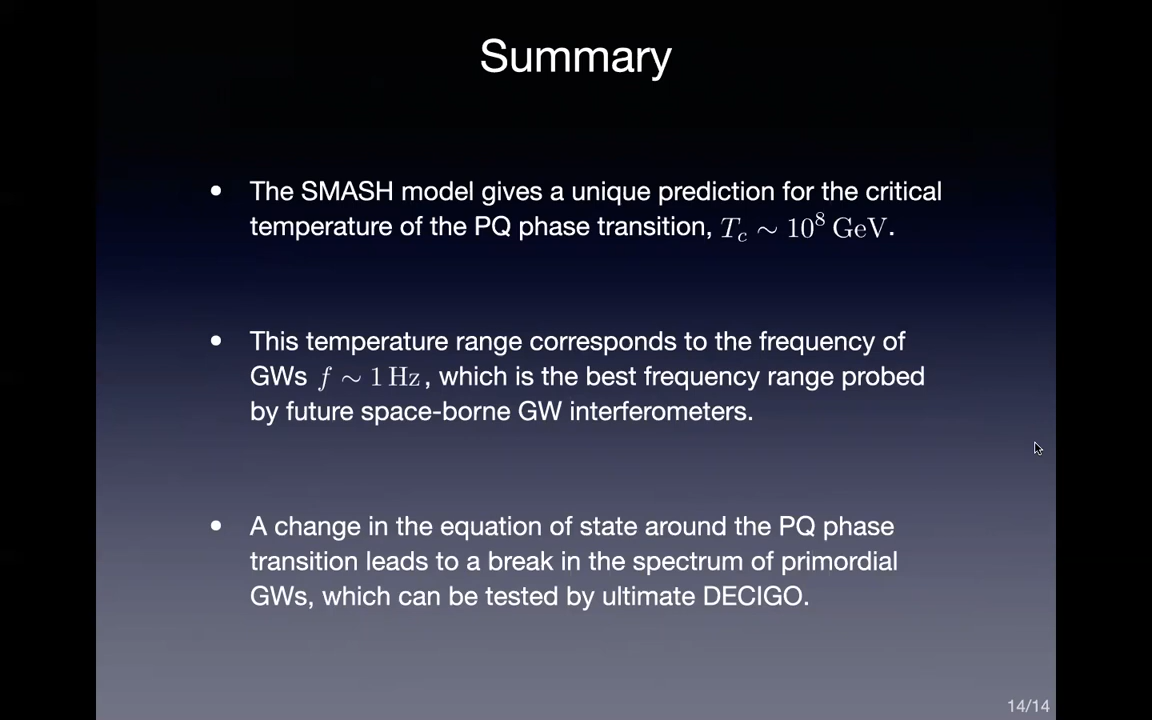 Summary
• The SMASH model gives a unique prediction for the critical
temperature of the PQ phase transition, T_c ∼ 10^8 GeV.
• This temperature range corresponds to the frequency of
GWs f ∼ 1 Hz, which is the best frequency range probed
by future space-borne GW interferometers.
• A change in the equation of state around the PQ phase
transition leads to a break in the spectrum of primordial
GWs, which can be tested by ultimate DECIGO.
14/14